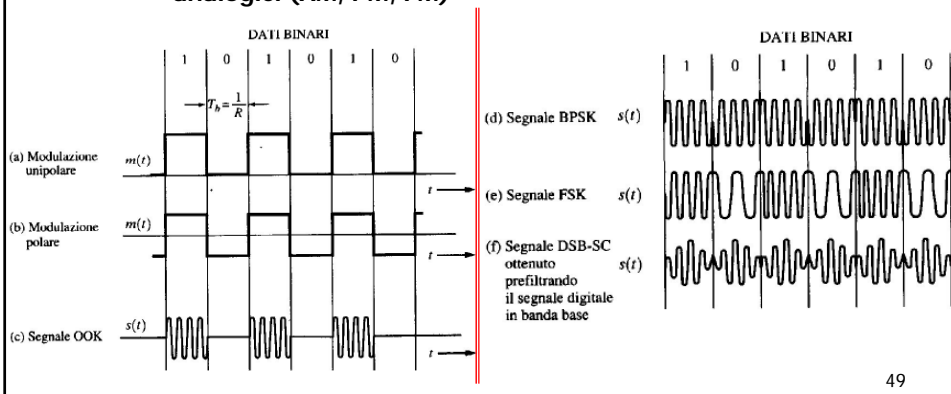 analogici (AM, PM, FM)
DATI BINARI
1 0 1 0 1 0
T_b = 1/R
(a) Modulazione
unipolare
m(t)
t
(b) Modulazione
polare
m(t)
t
(c) Segnale OOK
s(t)
t
DATI BINARI
1 0 1 0 1 0
(d) Segnale BPSK s(t)
(e) Segnale FSK s(t)
(f) Segnale DSB-SC
ottenuto
prefiltrando
il segnale digitale
in banda base
s(t)
49